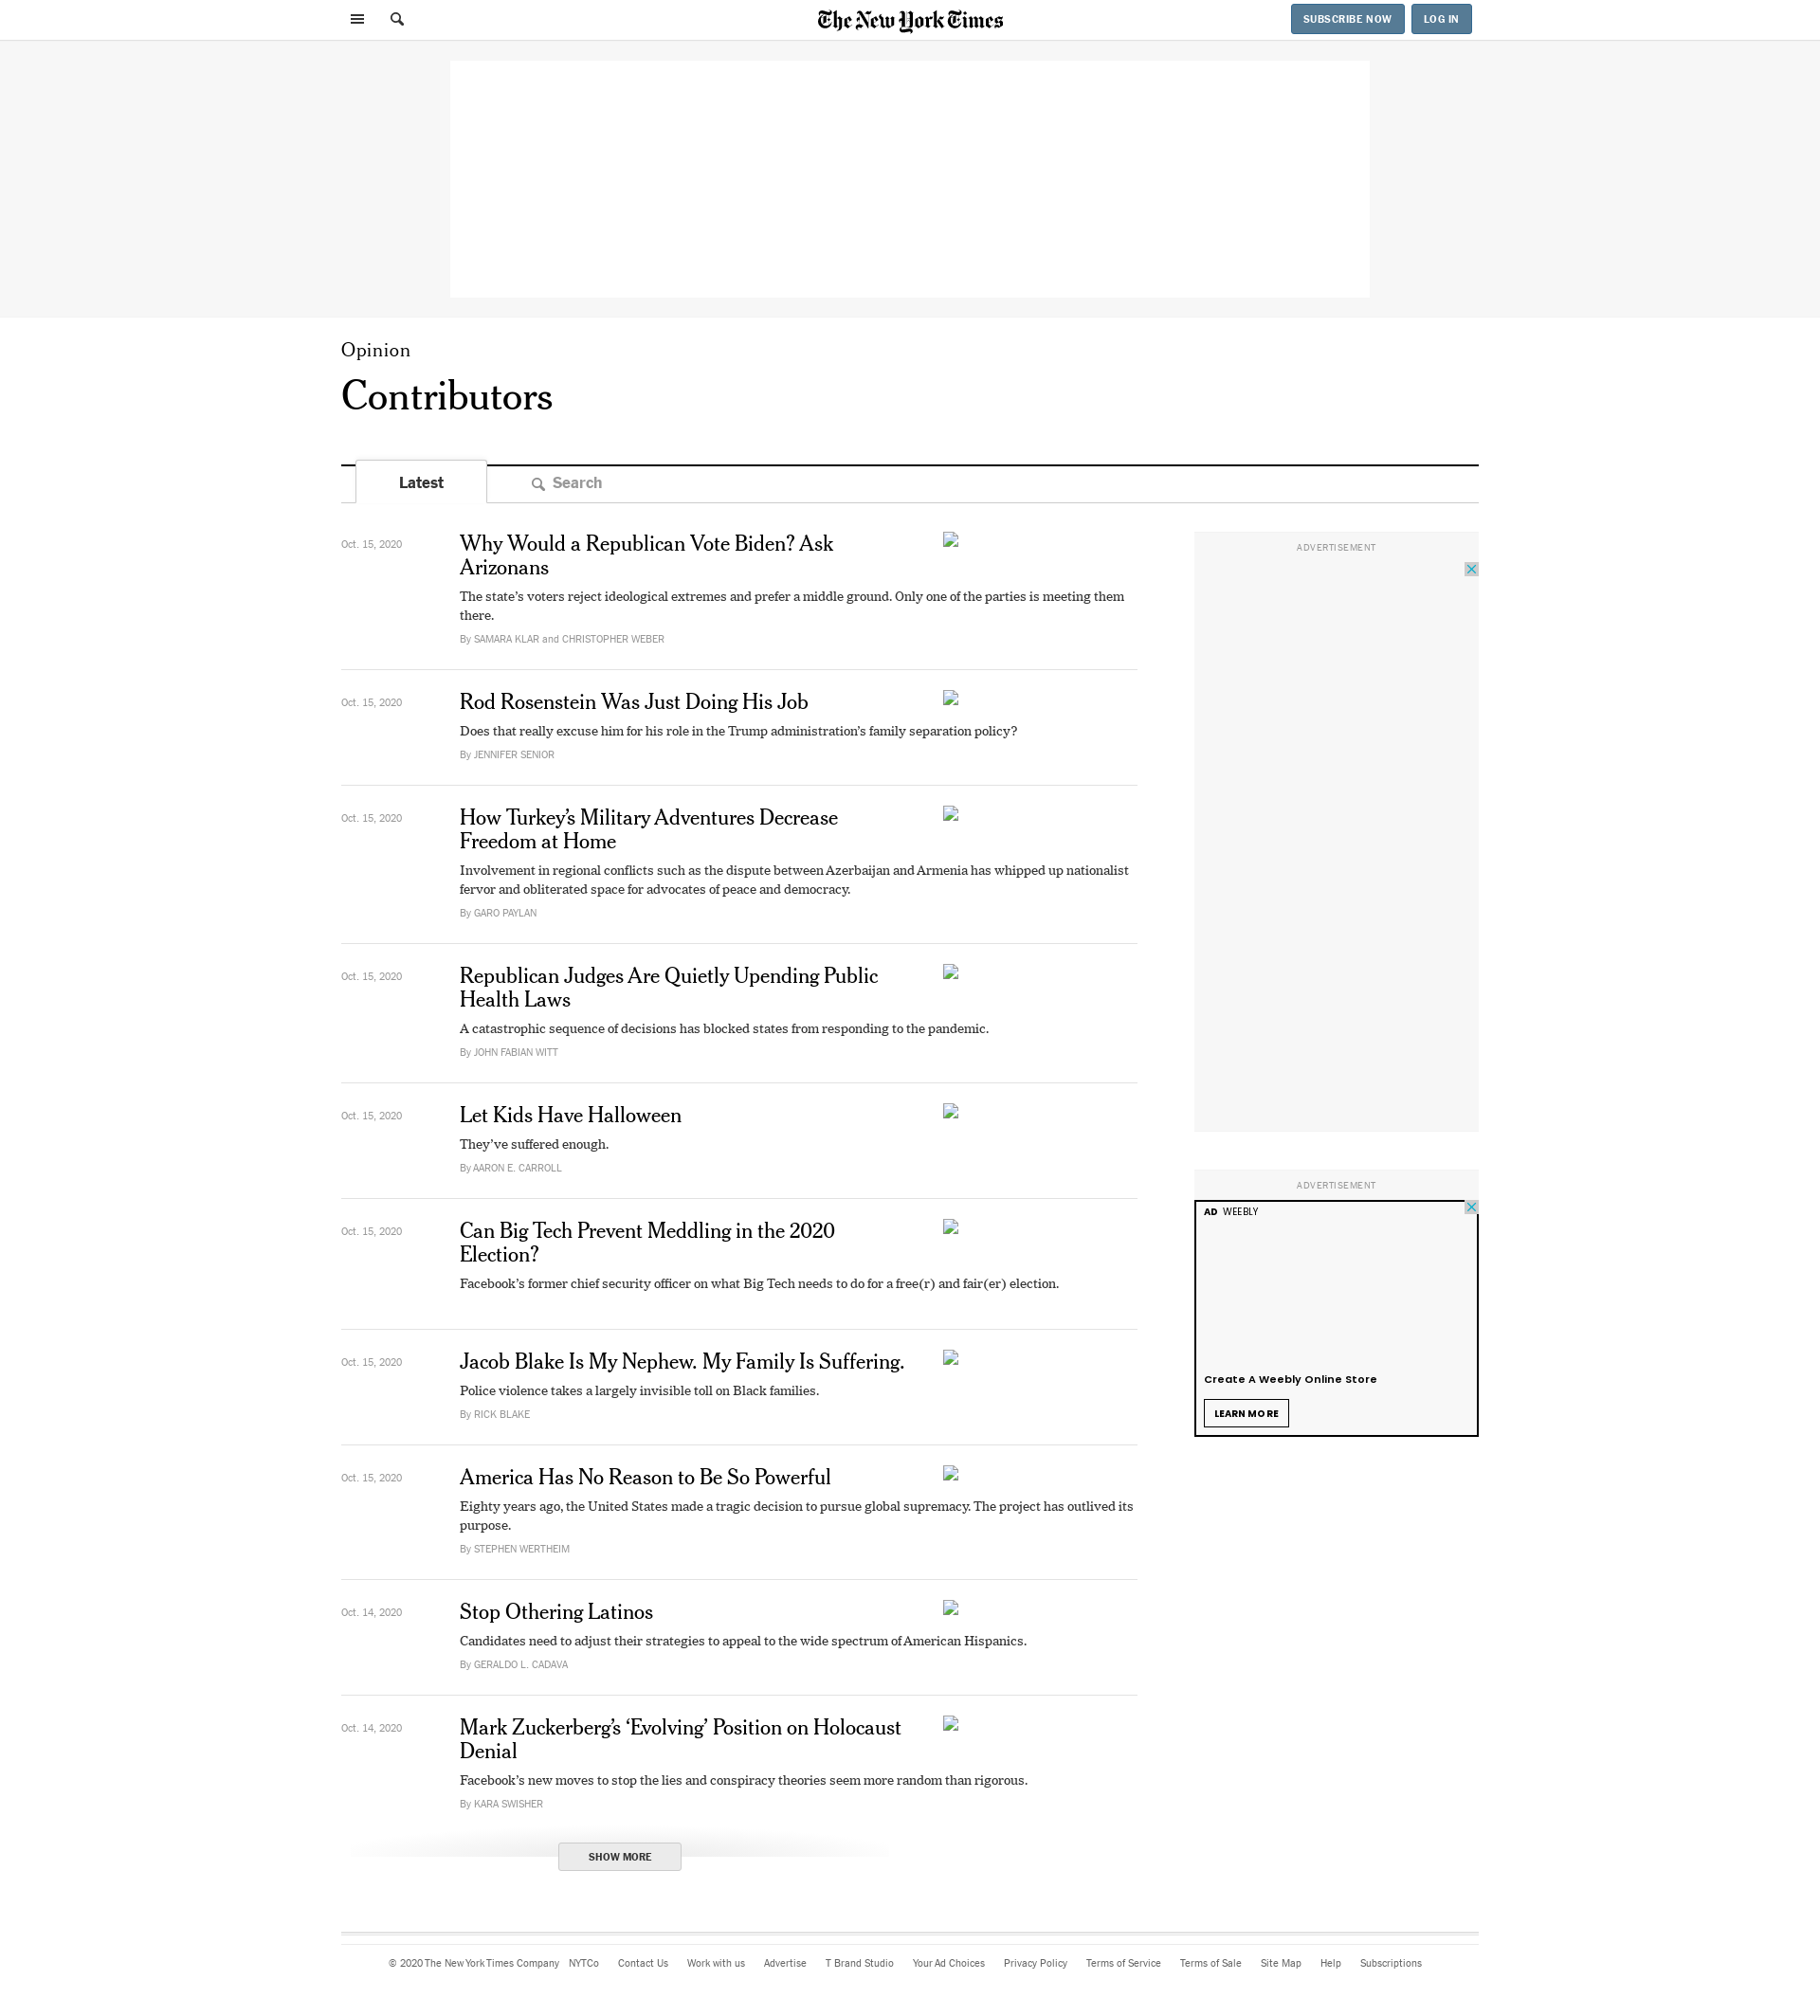 The New York Times
SUBSCRIBE NOW
LOG IN
Opinion
Contributors
Latest
Search
Oct. 15, 2020
Why Would a Republican Vote Biden? Ask
Arizonans
The state’s voters reject ideological extremes and prefer a middle ground. Only one of the parties is meeting them
there.
By SAMARA KLAR and CHRISTOPHER WEBER
Oct. 15, 2020
Rod Rosenstein Was Just Doing His Job
Does that really excuse him for his role in the Trump administration’s family separation policy?
By JENNIFER SENIOR
Oct. 15, 2020
How Turkey’s Military Adventures Decrease
Freedom at Home
Involvement in regional conflicts such as the dispute between Azerbaijan and Armenia has whipped up nationalist
fervor and obliterated space for advocates of peace and democracy.
By GARO PAYLAN
Oct. 15, 2020
Republican Judges Are Quietly Upending Public
Health Laws
A catastrophic sequence of decisions has blocked states from responding to the pandemic.
By JOHN FABIAN WITT
Oct. 15, 2020
Let Kids Have Halloween
They’ve suffered enough.
By AARON E. CARROLL
Oct. 15, 2020
Can Big Tech Prevent Meddling in the 2020
Election?
Facebook’s former chief security officer on what Big Tech needs to do for a free(r) and fair(er) election.
Oct. 15, 2020
Jacob Blake Is My Nephew. My Family Is Suffering.
Police violence takes a largely invisible toll on Black families.
By RICK BLAKE
Oct. 15, 2020
America Has No Reason to Be So Powerful
Eighty years ago, the United States made a tragic decision to pursue global supremacy. The project has outlived its
purpose.
By STEPHEN WERTHEIM
Oct. 14, 2020
Stop Othering Latinos
Candidates need to adjust their strategies to appeal to the wide spectrum of American Hispanics.
By GERALDO L. CADAVA
Oct. 14, 2020
Mark Zuckerberg’s ‘Evolving’ Position on Holocaust
Denial
Facebook’s new moves to stop the lies and conspiracy theories seem more random than rigorous.
By KARA SWISHER
SHOW MORE
ADVERTISEMENT
ADVERTISEMENT
AD WEEBLY
Create A Weebly Online Store
LEARN MORE
© 2020 The New York Times Company NYTCo Contact Us Work with us Advertise T Brand Studio Your Ad Choices Privacy Policy Terms of Service Terms of Sale Site Map Help Subscriptions